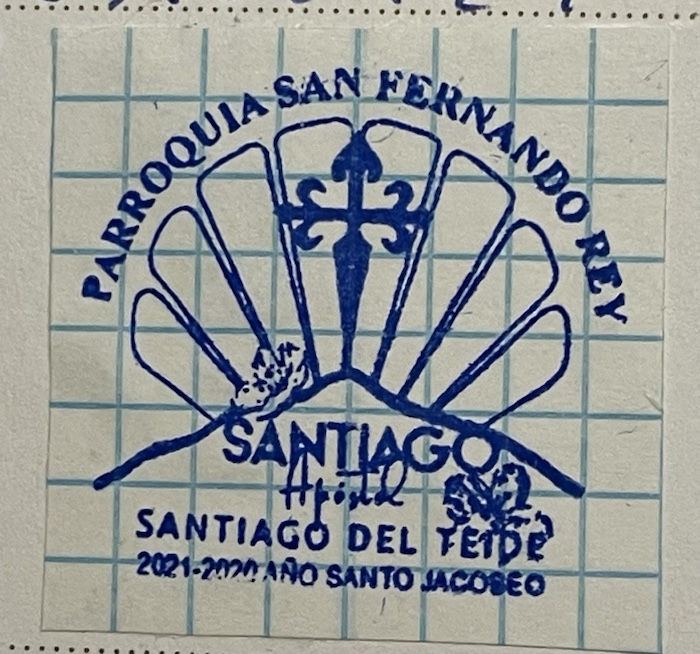 PARROQUIA SAN FERNANDO REY
SANTIAGO
Apóstol
SANTIAGO DEL TEIDE
2021-2020 AÑO SANTO JACOBEO